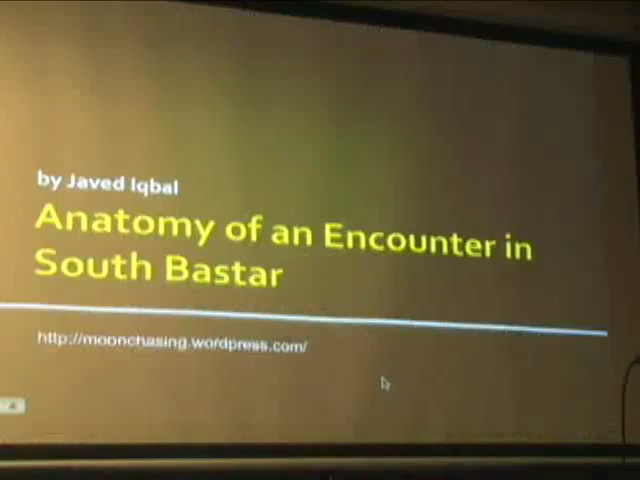 by Javed Iqbal
Anatomy of an Encounter in
South Bastar
http://moonchasing.wordpress.com/